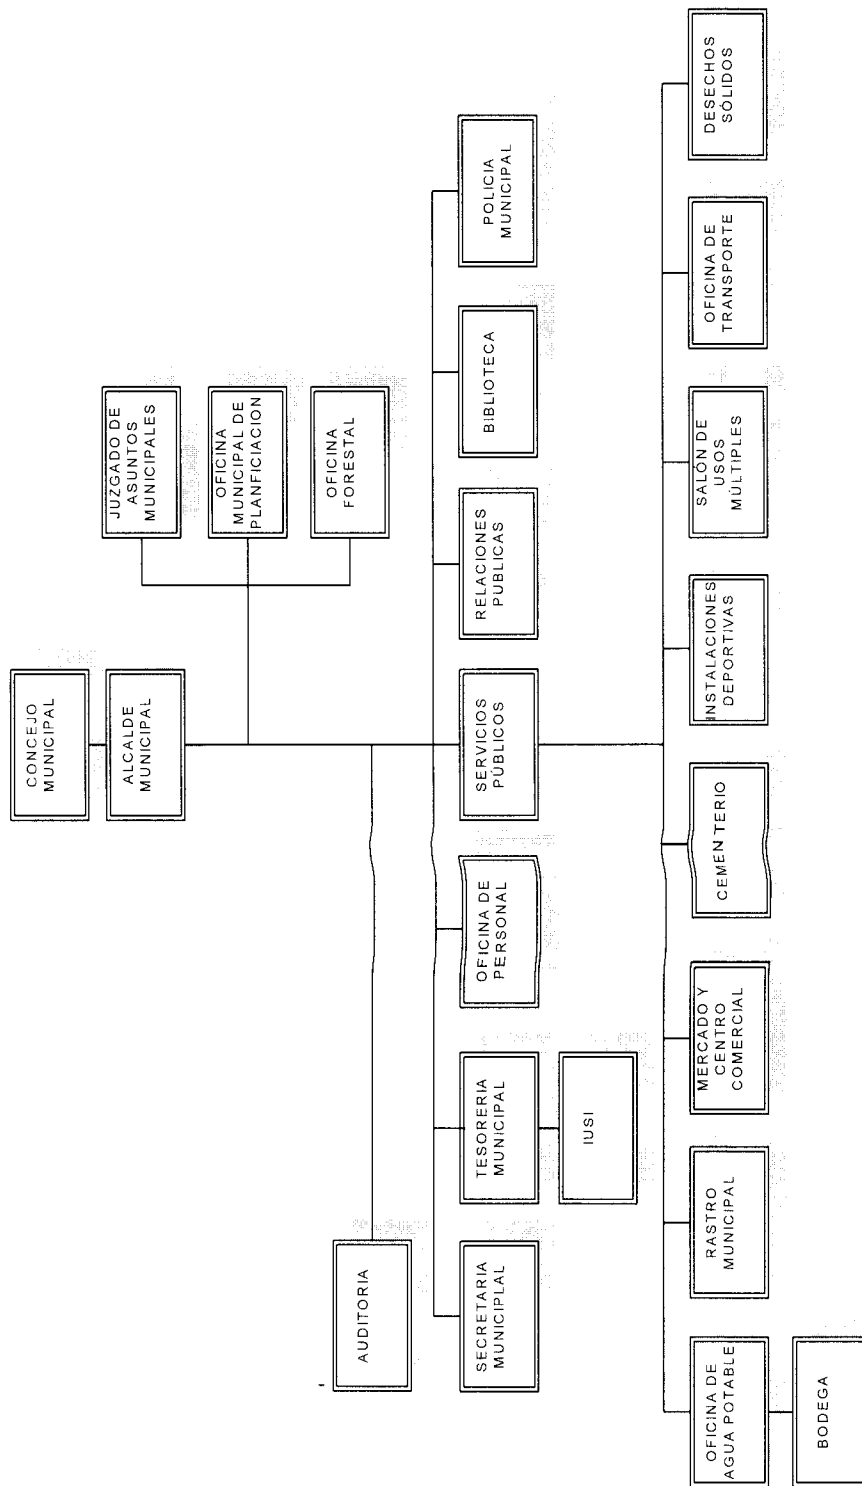 CONCEJO
MUNICIPAL
ALCALDE
MUNICIPAL
JUZGADO DE
ASUNTOS
MUNICIPALES
OFICINA
MUNICIPAL DE
PLANFICIACION
OFICINA
FORESTAL
AUDITORIA
SECRETARIA
MUNICIPLAL
TESORERIA
MUNICIPAL
OFICINA DE
PERSONAL
SERVICIOS
PÚBLICOS
RELACIONES
PUBLICAS
BIBLIOTECA
POLICIA
MUNICIPAL
IUSI
OFICINA DE
AGUA POTABLE
RASTRO
MUNICIPAL
MERCADO Y
CENTRO
COMERCIAL
CEMENTERIO
INSTALACIONES
DEPORTIVAS
SALÓN DE
USOS
MÚLTIPLES
OFICINA DE
TRANSPORTE
DESECHOS
SÓLIDOS
BODEGA